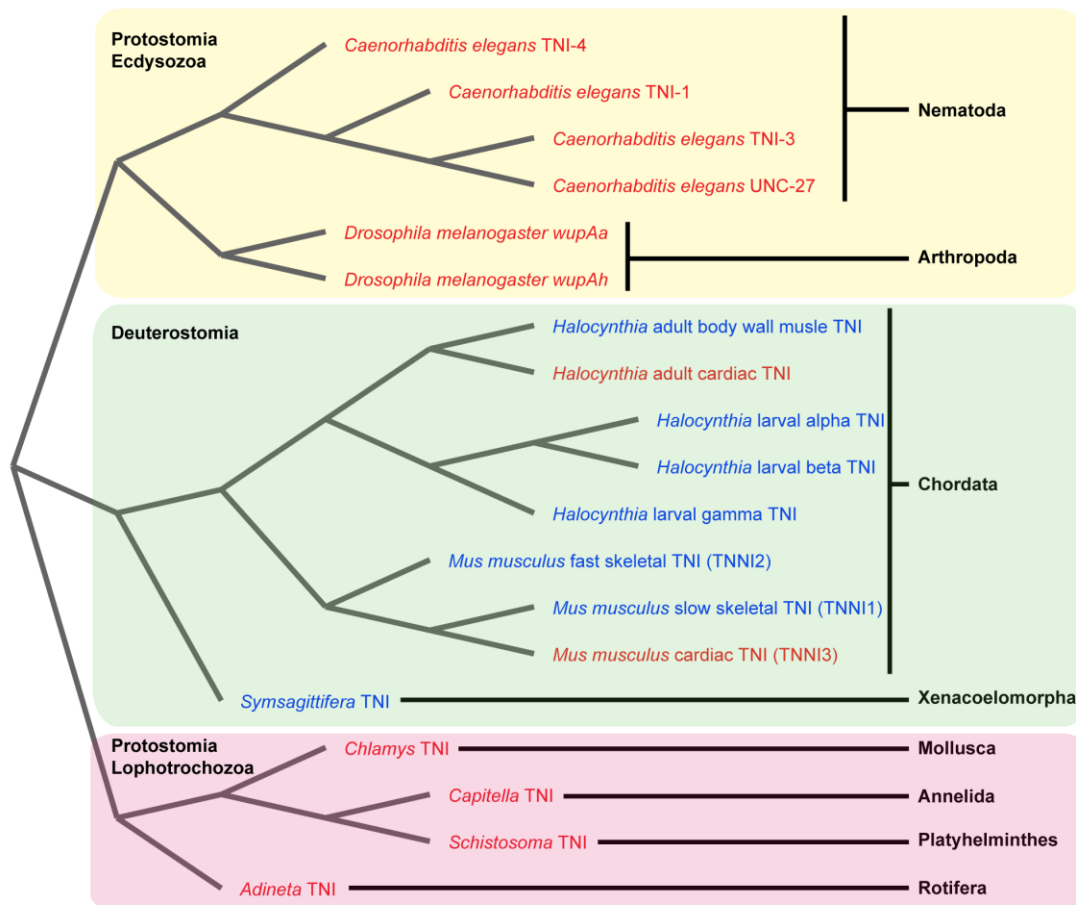 Protostomia
Ecdysozoa
Caenorhabditis elegans TNI-4
Caenorhabditis elegans TNI-1
Nematoda
Caenorhabditis elegans TNI-3
Caenorhabditis elegans UNC-27
Drosophila melanogaster wupAa
Arthropoda
Drosophila melanogaster wupAh
Deuterostomia
Halocynthia adult body wall musle TNI
Halocynthia adult cardiac TNI
Halocynthia larval alpha TNI
Halocynthia larval beta TNI
Chordata
Halocynthia larval gamma TNI
Mus musculus fast skeletal TNI (TNNI2)
Mus musculus slow skeletal TNI (TNNI1)
Mus musculus cardiac TNI (TNNI3)
Symsagittifera TNI
Xenacoelomorpha
Protostomia
Lophotrochozoa
Chlamys TNI
Mollusca
Capitella TNI
Annelida
Schistosoma TNI
Platyhelminthes
Adineta TNI
Rotifera